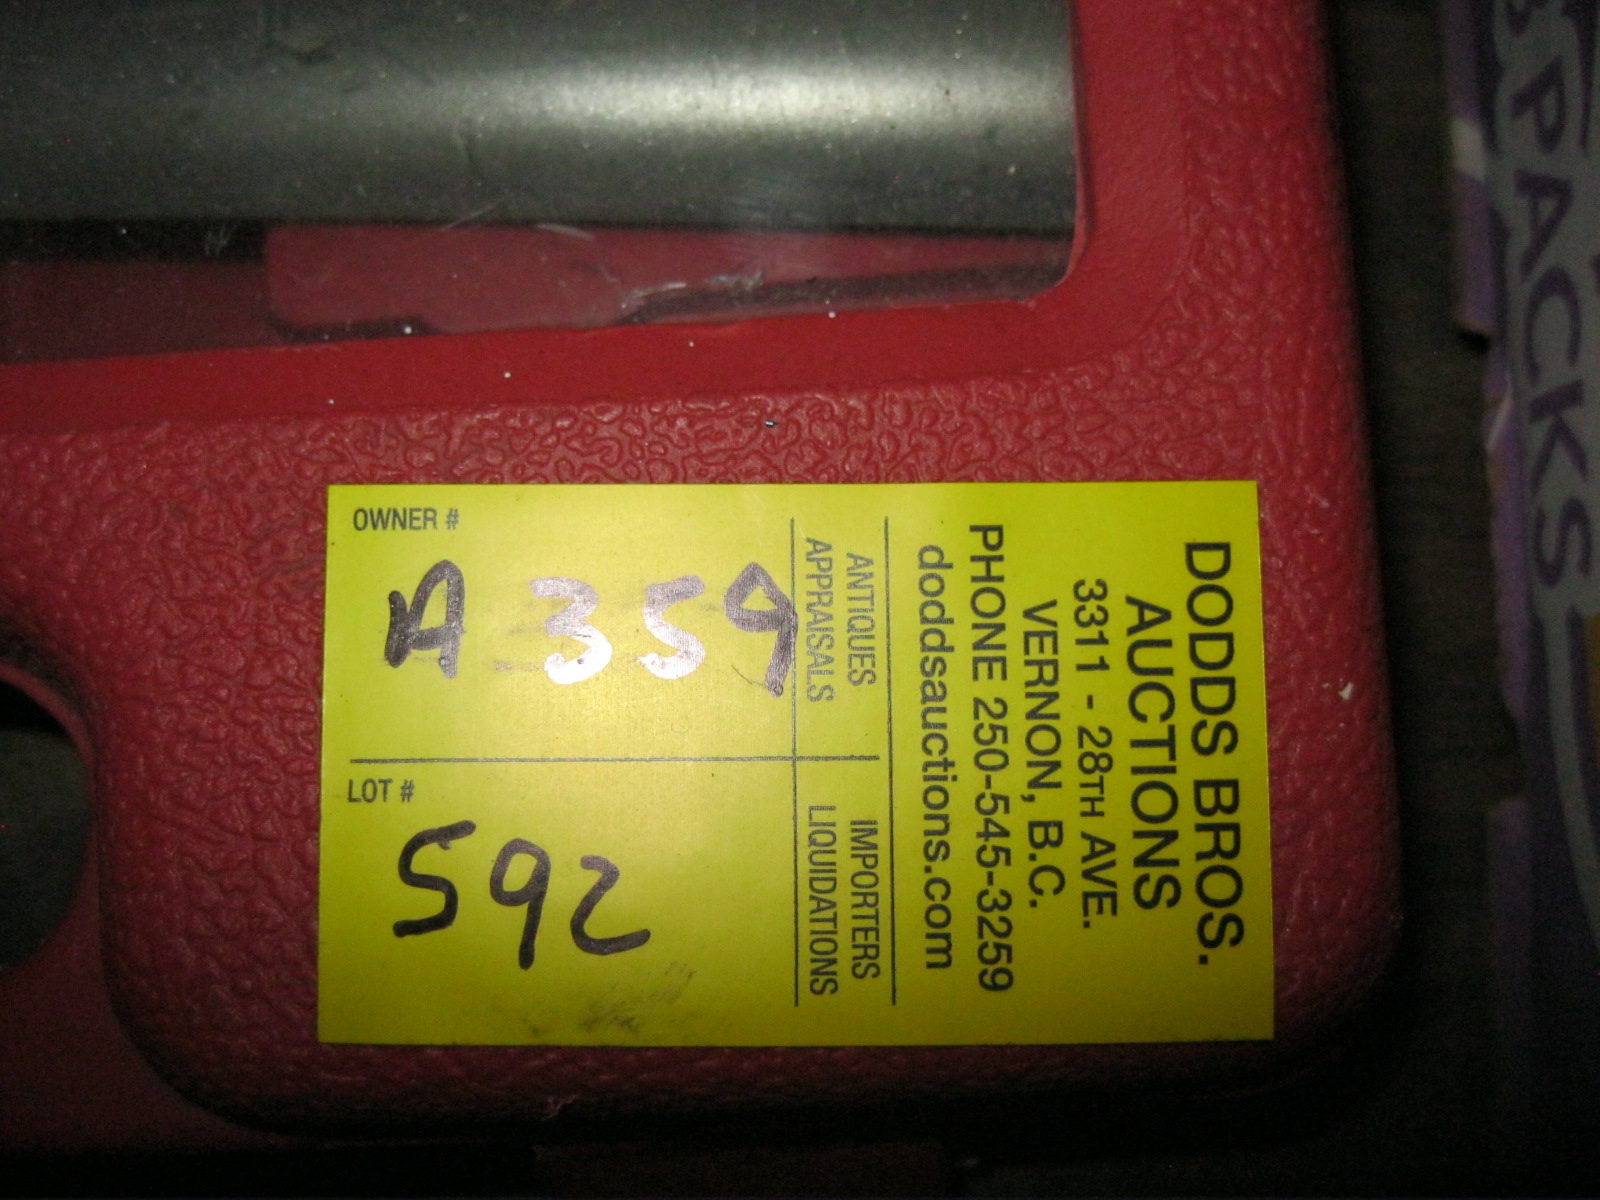 OWNER #
A 359
LOT #
592
DODDS BROS.
AUCTIONS
3311 - 28TH AVE.
VERNON, B.C.
PHONE 250-545-3259
doddsauctions.com
ANTIQUES
APPRAISALS
IMPORTERS
LIQUIDATIONS
PACKS